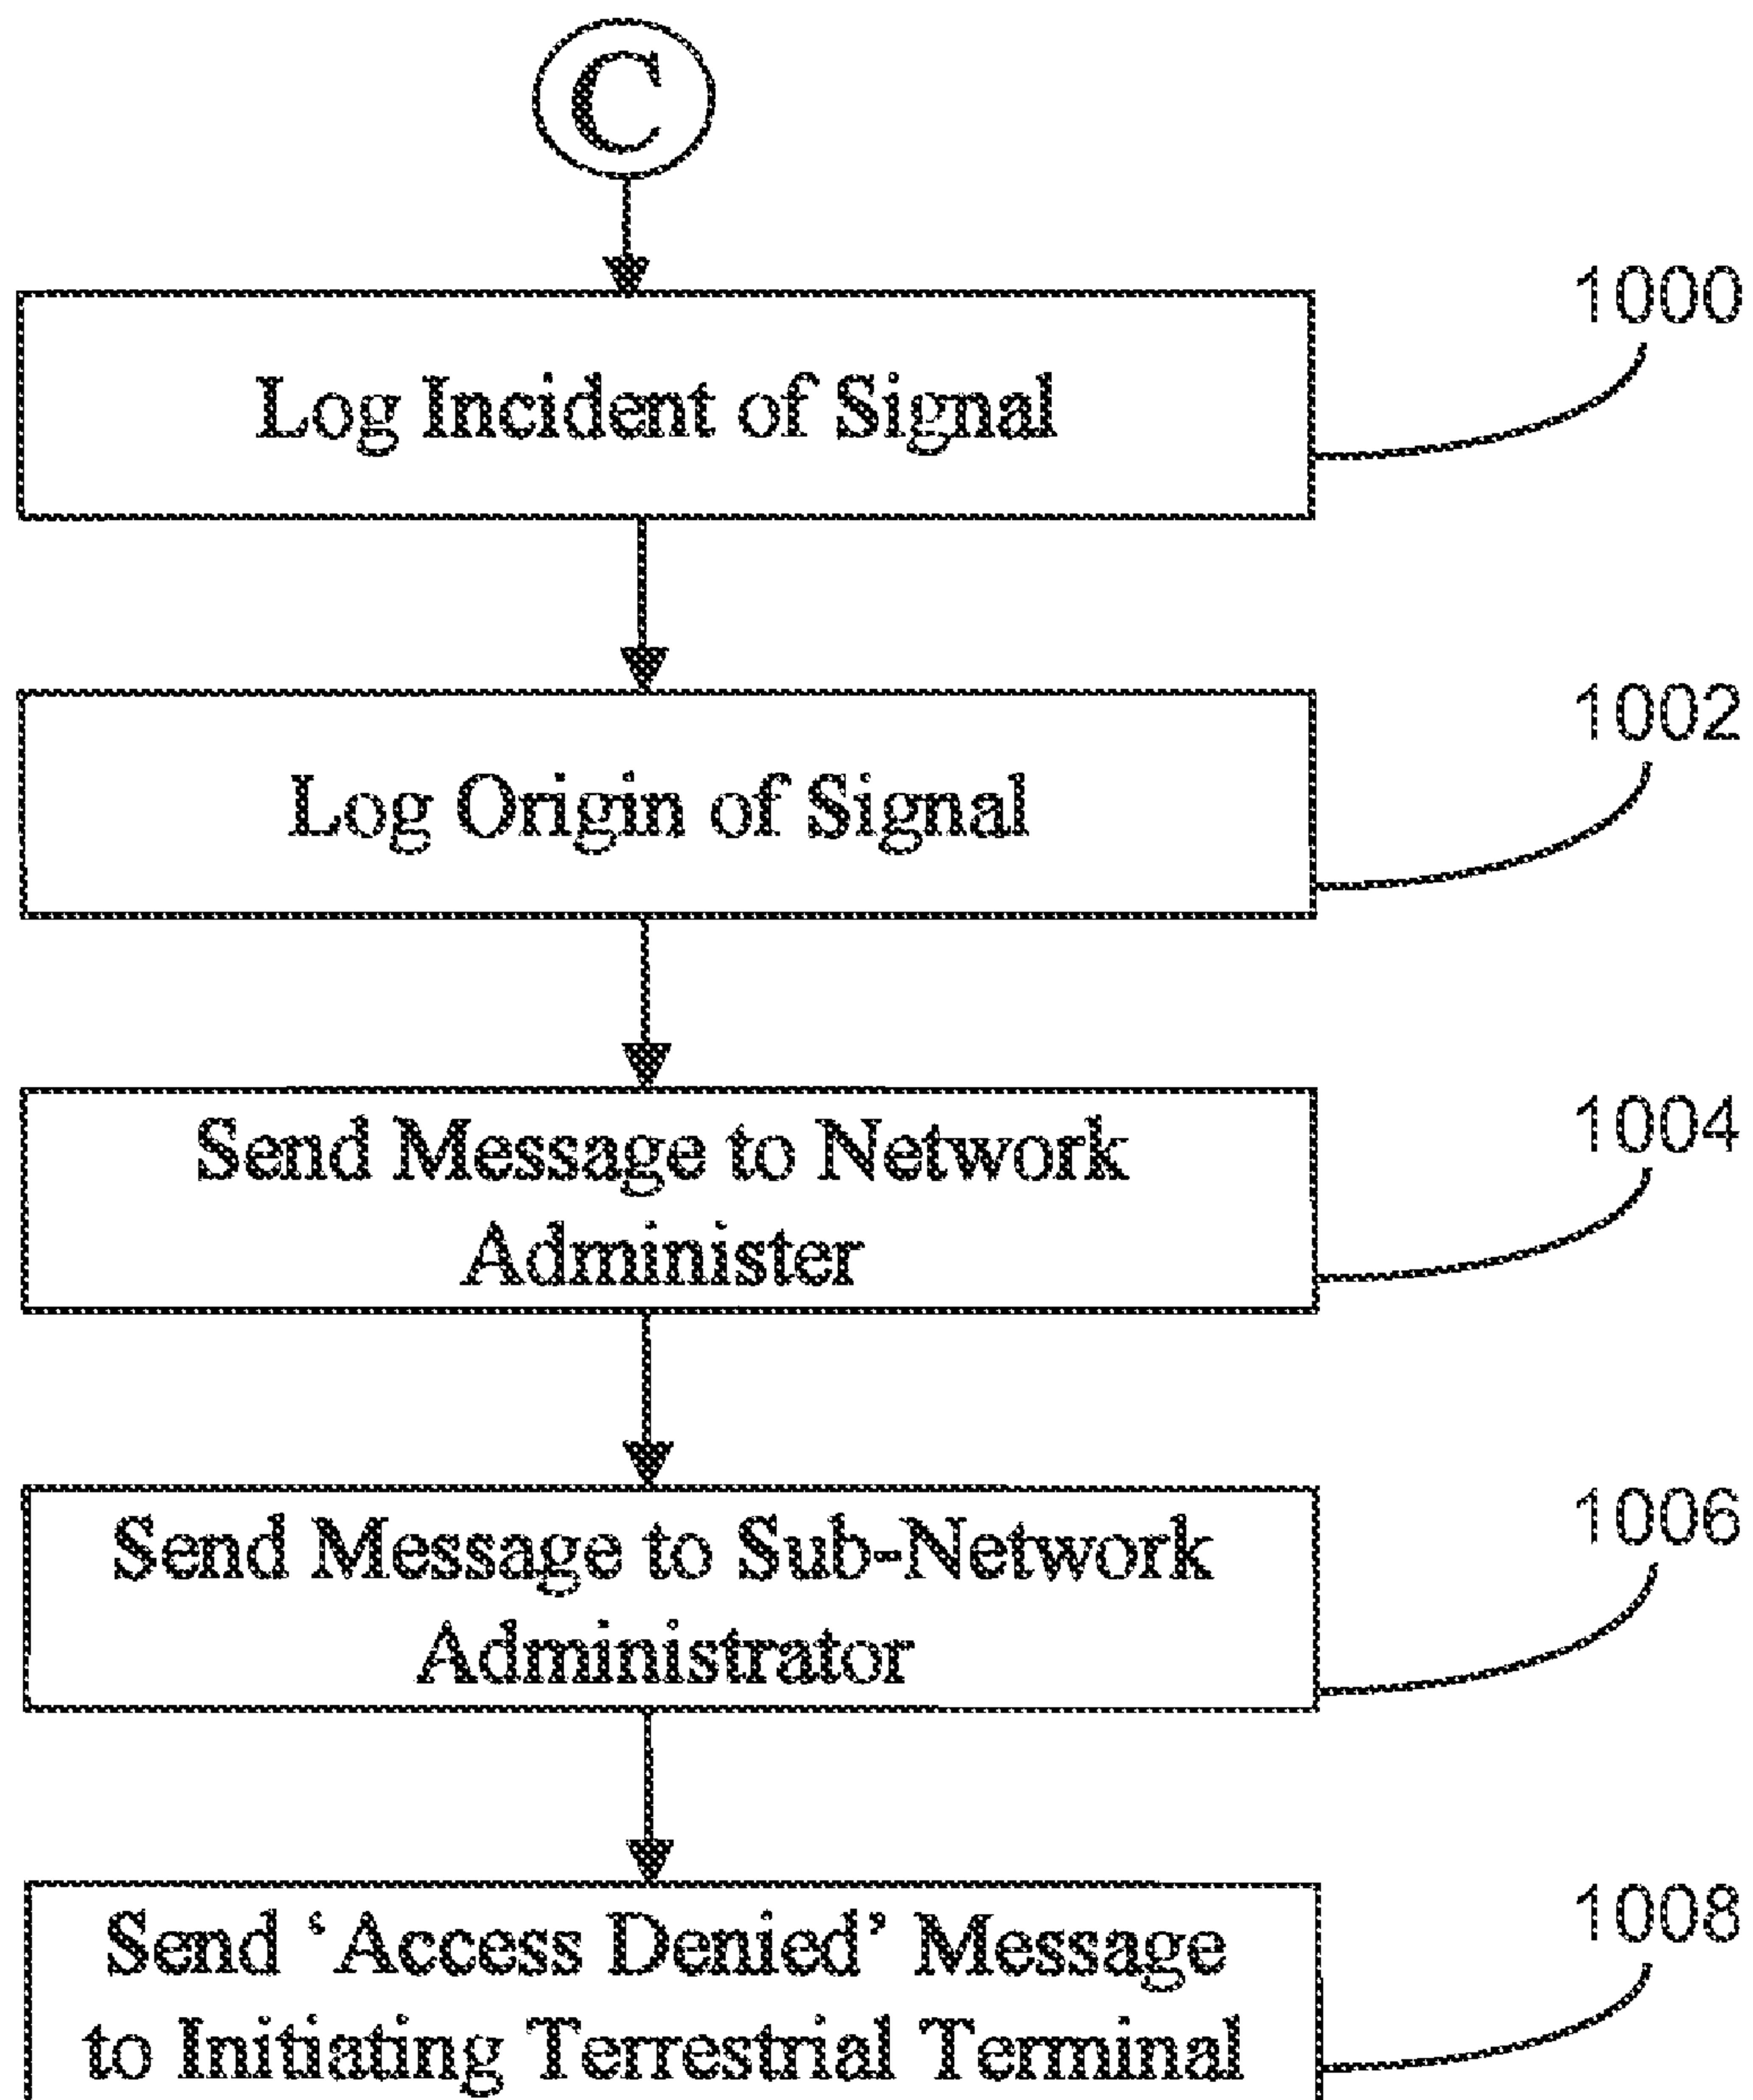 C
1000
Log Incident of Signal
1002
Log Origin of Signal
1004
Send Message to Network
Administer
1006
Send Message to Sub-Network
Administrator
1008
Send ‘Access Denied’ Message
to Initiating Terrestrial Terminal